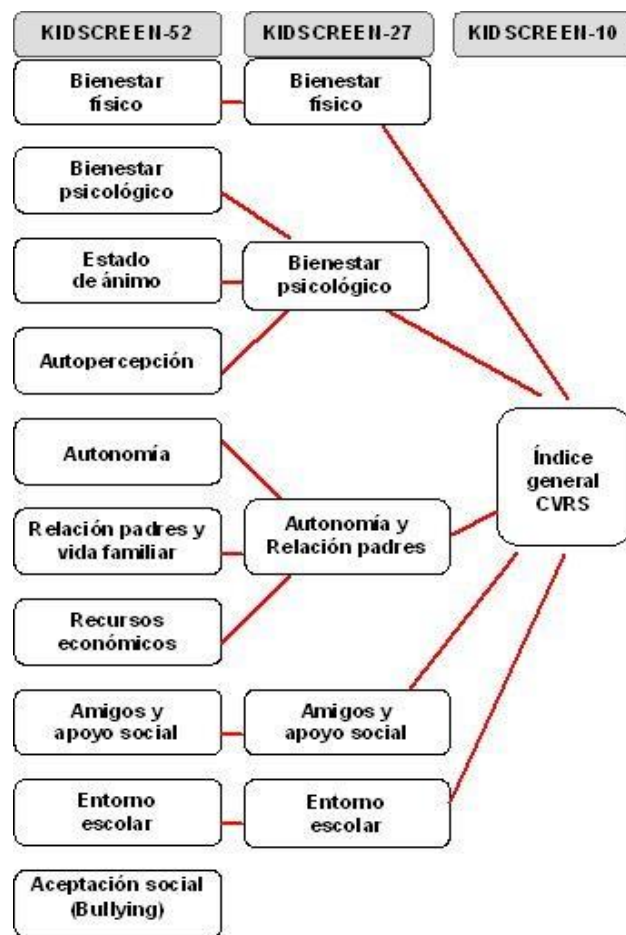 KIDSCREEN-52
KIDSCREEN-27
KIDSCREEN-10
Bienestar
físico
Bienestar
físico
Bienestar
psicológico
Estado
de ánimo
Bienestar
psicológico
Autopercepción
Autonomía
Índice
general
CVRS
Relación padres y
vida familiar
Autonomía y
Relación padres
Recursos
económicos
Amigos y
apoyo social
Amigos y
apoyo social
Entorno
escolar
Entorno
escolar
Aceptación social
(Bullying)